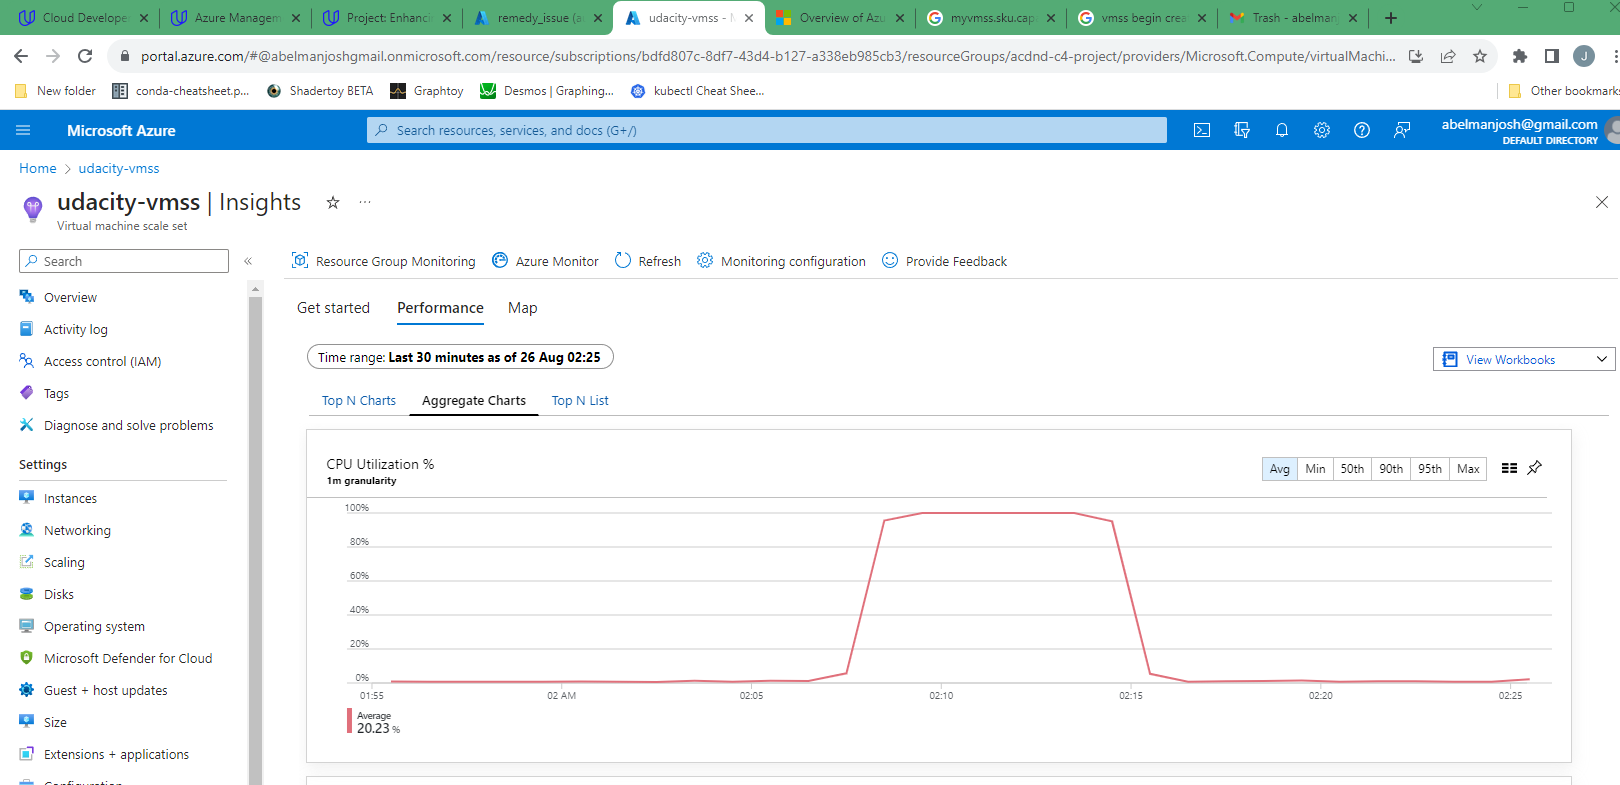 Cloud Develope
Azure Managem
Project: Enhanci
remedy_issue (a
udacity-vmss - M
Overview of Azu
myvmss.sku.cap
vmss begin crea
Trash - abelman
portal.azure.com/#@abelmanjoshgmail.onmicrosoft.com/resource/subscriptions/bdfd807c-8df7-43d4-b127-a338eb985cb3/resourceGroups/acdnd-c4-project/providers/Microsoft.Compute/virtualMachi...
J
New folder
conda-cheatsheet.p...
Shadertoy BETA
Graphtoy
Desmos | Graphing...
kubectl Cheat Shee...
Other bookmarks
Microsoft Azure
Search resources, services, and docs (G+/)
abelmanjosh@gmail.com
DEFAULT DIRECTORY
Home > udacity-vmss
udacity-vmss | Insights
Virtual machine scale set
Search
Resource Group Monitoring
Azure Monitor
Refresh
Monitoring configuration
Provide Feedback
Overview
Activity log
Access control (IAM)
Tags
Diagnose and solve problems
Settings
Instances
Networking
Scaling
Disks
Operating system
Microsoft Defender for Cloud
Guest + host updates
Size
Extensions + applications
Configuration
Get started
Performance
Map
Time range: Last 30 minutes as of 26 Aug 02:25
View Workbooks
Top N Charts
Aggregate Charts
Top N List
CPU Utilization %
1m granularity
Avg
Min
50th
90th
95th
Max
100%
80%
60%
40%
20%
0%
01:55
02 AM
02:05
02:10
02:15
02:20
02:25
Average
20.23 %